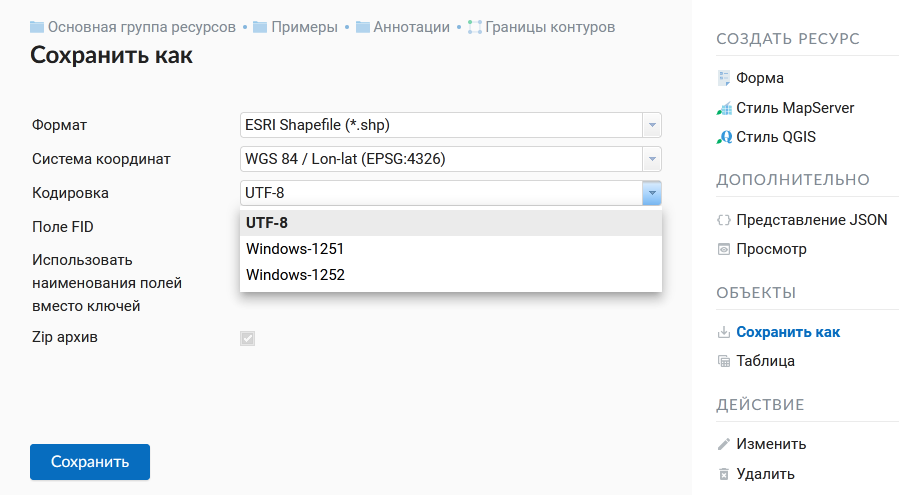 Основная группа ресурсов • Примеры • Аннотации • Границы контуров
Сохранить как
Формат
ESRI Shapefile (*.shp)
Система координат
WGS 84 / Lon-lat (EPSG:4326)
Кодировка
UTF-8
UTF-8
Windows-1251
Windows-1252
Поле FID
Использовать
наименования полей
вместо ключей
Zip архив
Сохранить
СОЗДАТЬ РЕСУРС
Форма
Стиль MapServer
Стиль QGIS
ДОПОЛНИТЕЛЬНО
Представление JSON
Просмотр
ОБЪЕКТЫ
Сохранить как
Таблица
ДЕЙСТВИЕ
Изменить
Удалить